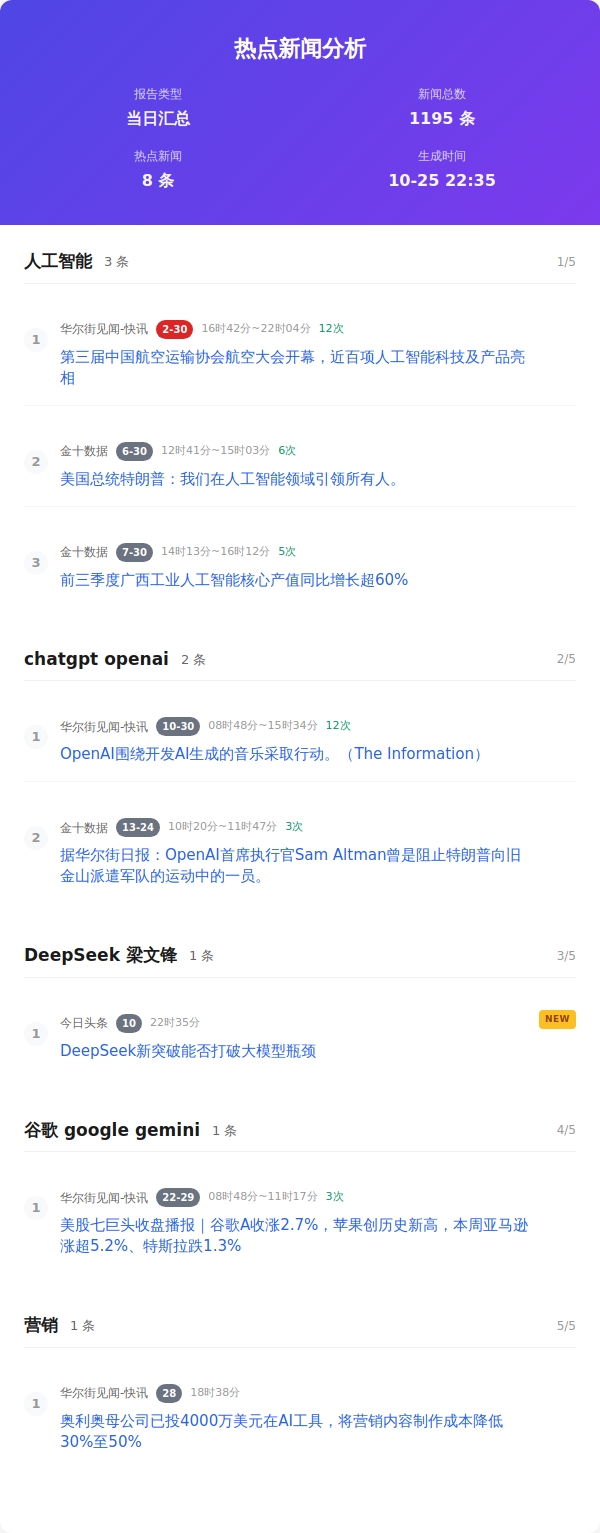 热点新闻分析
报告类型
新闻总数
当日汇总
1195 条
热点新闻
生成时间
8 条
10-25 22:35
人工智能 3 条 1/5
1
华尔街见闻-快讯 2-30 16时42分~22时04分 12次
第三届中国航空运输协会航空大会开幕，近百项人工智能科技及产品亮
相
2
金十数据 6-30 12时41分~15时03分 6次
美国总统特朗普：我们在人工智能领域引领所有人。
3
金十数据 7-30 14时13分~16时12分 5次
前三季度广西工业人工智能核心产值同比增长超60%
chatgpt openai 2 条 2/5
1
华尔街见闻-快讯 10-30 08时48分~15时34分 12次
OpenAI围绕开发AI生成的音乐采取行动。（The Information）
2
金十数据 13-24 10时20分~11时47分 3次
据华尔街日报：OpenAI首席执行官Sam Altman曾是阻止特朗普向旧
金山派遣军队的运动中的一员。
DeepSeek 梁文锋 1 条 3/5
1
今日头条 10 22时35分 NEW
DeepSeek新突破能否打破大模型瓶颈
谷歌 google gemini 1 条 4/5
1
华尔街见闻-快讯 22-29 08时48分~11时17分 3次
美股七巨头收盘播报｜谷歌A收涨2.7%，苹果创历史新高，本周亚马逊
涨超5.2%、特斯拉跌1.3%
营销 1 条 5/5
1
华尔街见闻-快讯 28 18时38分
奥利奥母公司已投4000万美元在AI工具，将营销内容制作成本降低
30%至50%